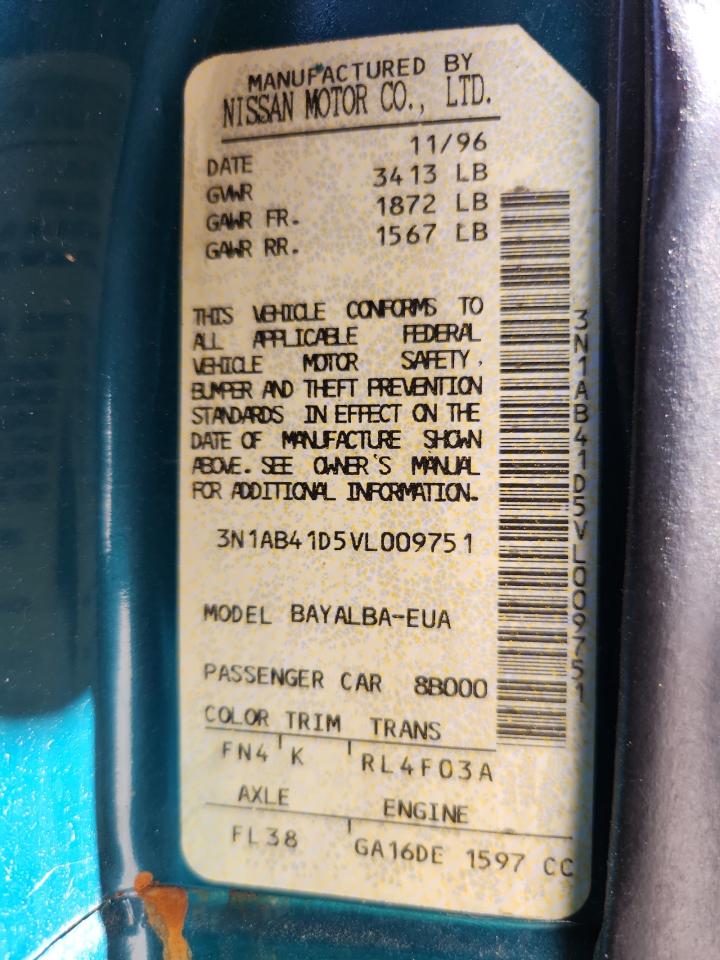 MANUFACTURED BY
NISSAN MOTOR CO., LTD.
DATE 11/96
GVWR 3413 LB
GAWR FR. 1872 LB
GAWR RR. 1567 LB
THIS VEHICLE CONFORMS TO
ALL APPLICABLE FEDERAL
VEHICLE MOTOR SAFETY,
BUMPER AND THEFT PREVENTION
STANDARDS IN EFFECT ON THE
DATE OF MANUFACTURE SHOWN
ABOVE. SEE OWNER'S MANUAL
FOR ADDITIONAL INFORMATION.
3N1AB41D5VL009751
MODEL BAYALBA-EUA
PASSENGER CAR 8B000
COLOR TRIM TRANS
FN4 K RL4F03A
AXLE ENGINE
FL38 GA16DE 1597 CC
3N1AB41D5VL009751